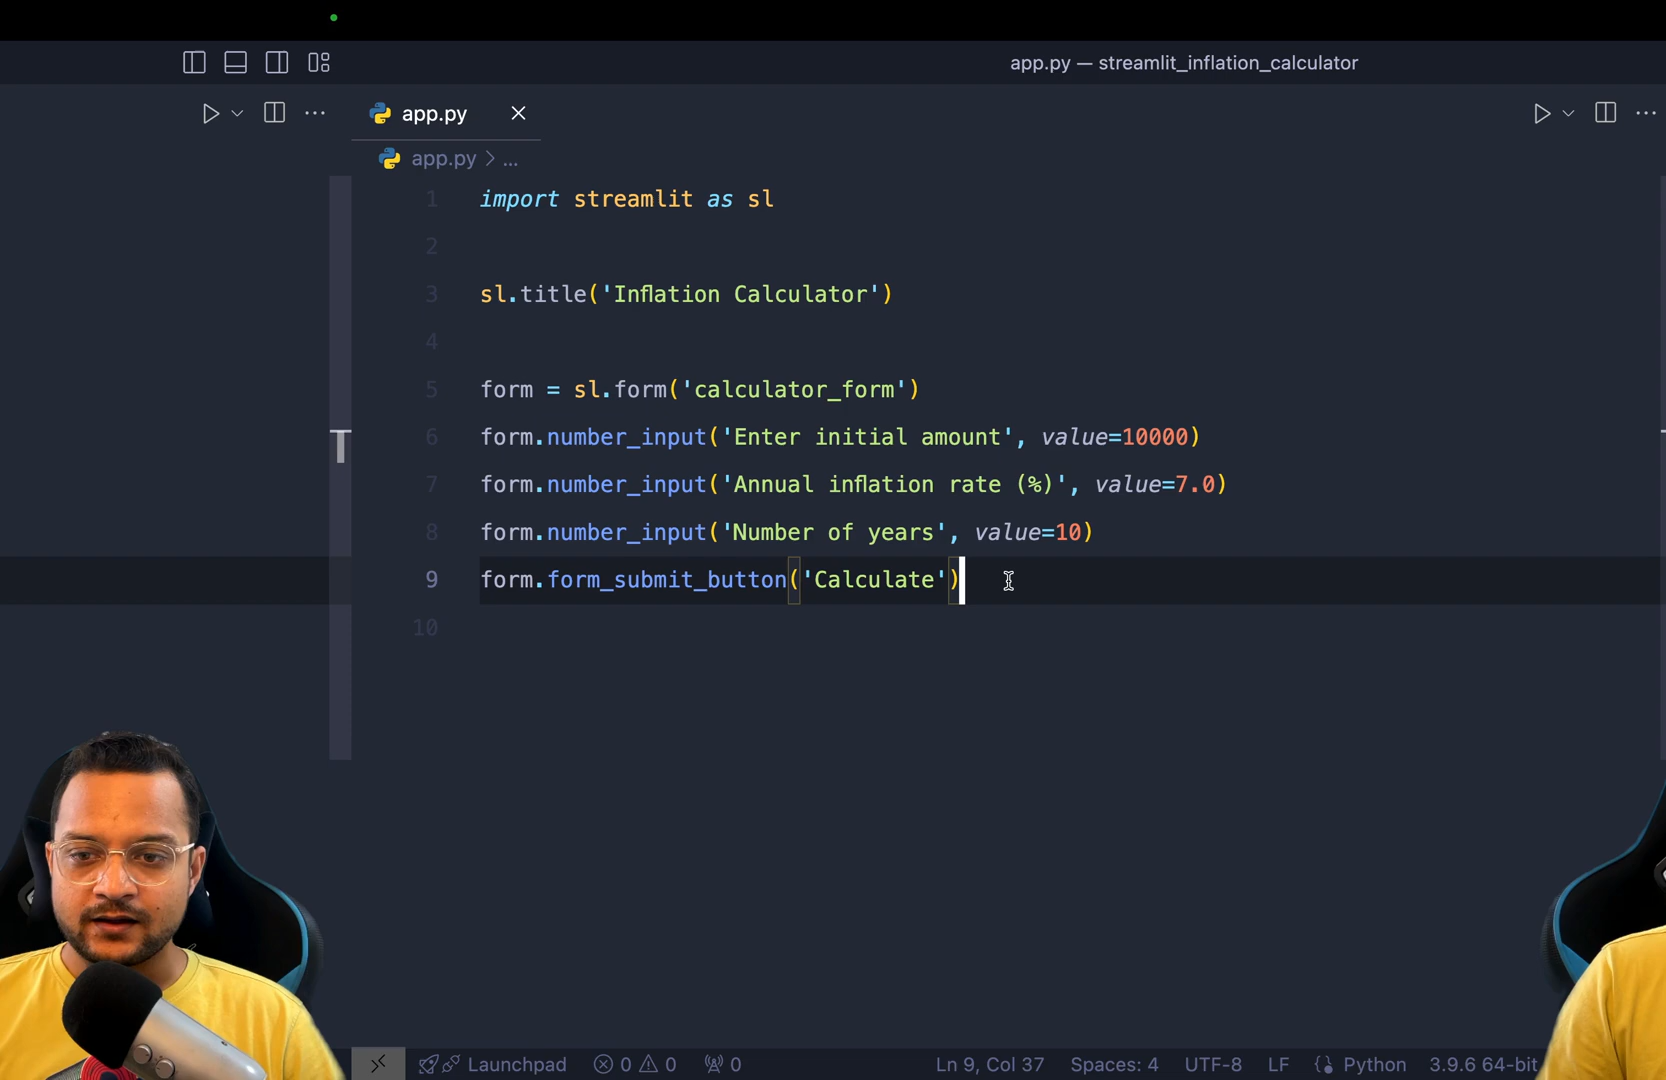 app.py — streamlit_inflation_calculator
app.py
app.py > ...
1 import streamlit as sl
2
3 sl.title('Inflation Calculator')
4
5 form = sl.form('calculator_form')
6 form.number_input('Enter initial amount', value=10000)
7 form.number_input('Annual inflation rate (%)', value=7.0)
8 form.number_input('Number of years', value=10)
9 form.form_submit_button('Calculate')
10
Launchpad 0 0 0 Ln 9, Col 37 Spaces: 4 UTF-8 LF Python 3.9.6 64-bit